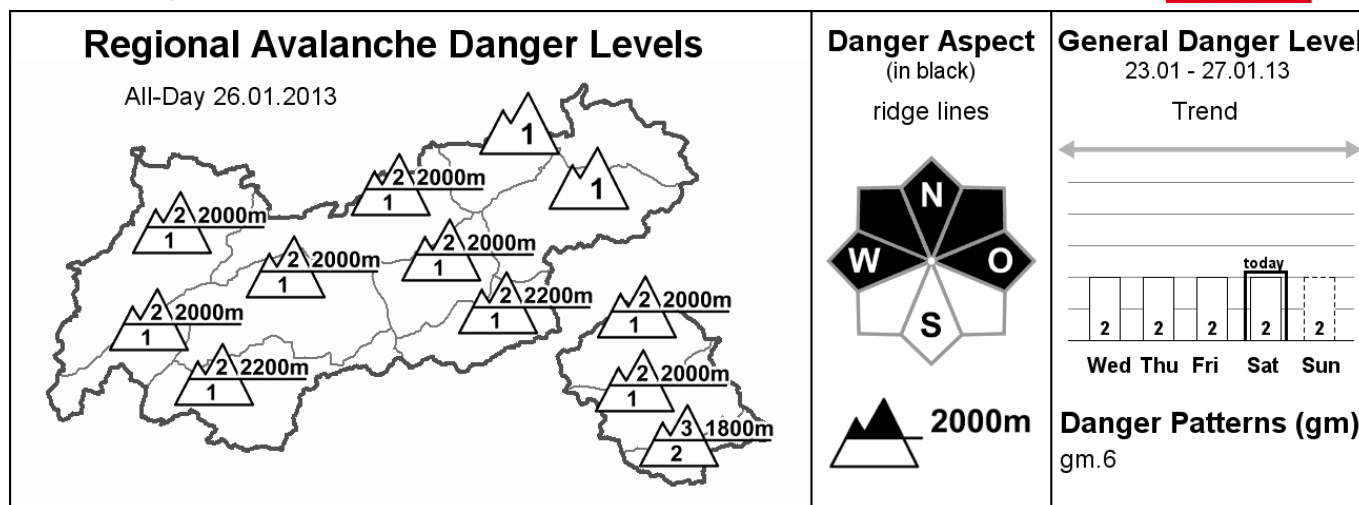 Regional Avalanche Danger Levels
All-Day 26.01.2013
1
1
2 2000m
1
2 2000m
1
2 2000m
1
2 2000m
1
2 2200m
1
2 2000m
1
2 2000m
1
2 2200m
1
2 2000m
1
3 1800m
2
Danger Aspect
(in black)
ridge lines
N
W
O
S
2000m
General Danger Level
23.01 - 27.01.13
Trend
today
2 2 2 2 2
Wed Thu Fri Sat Sun
Danger Patterns (gm)
gm.6